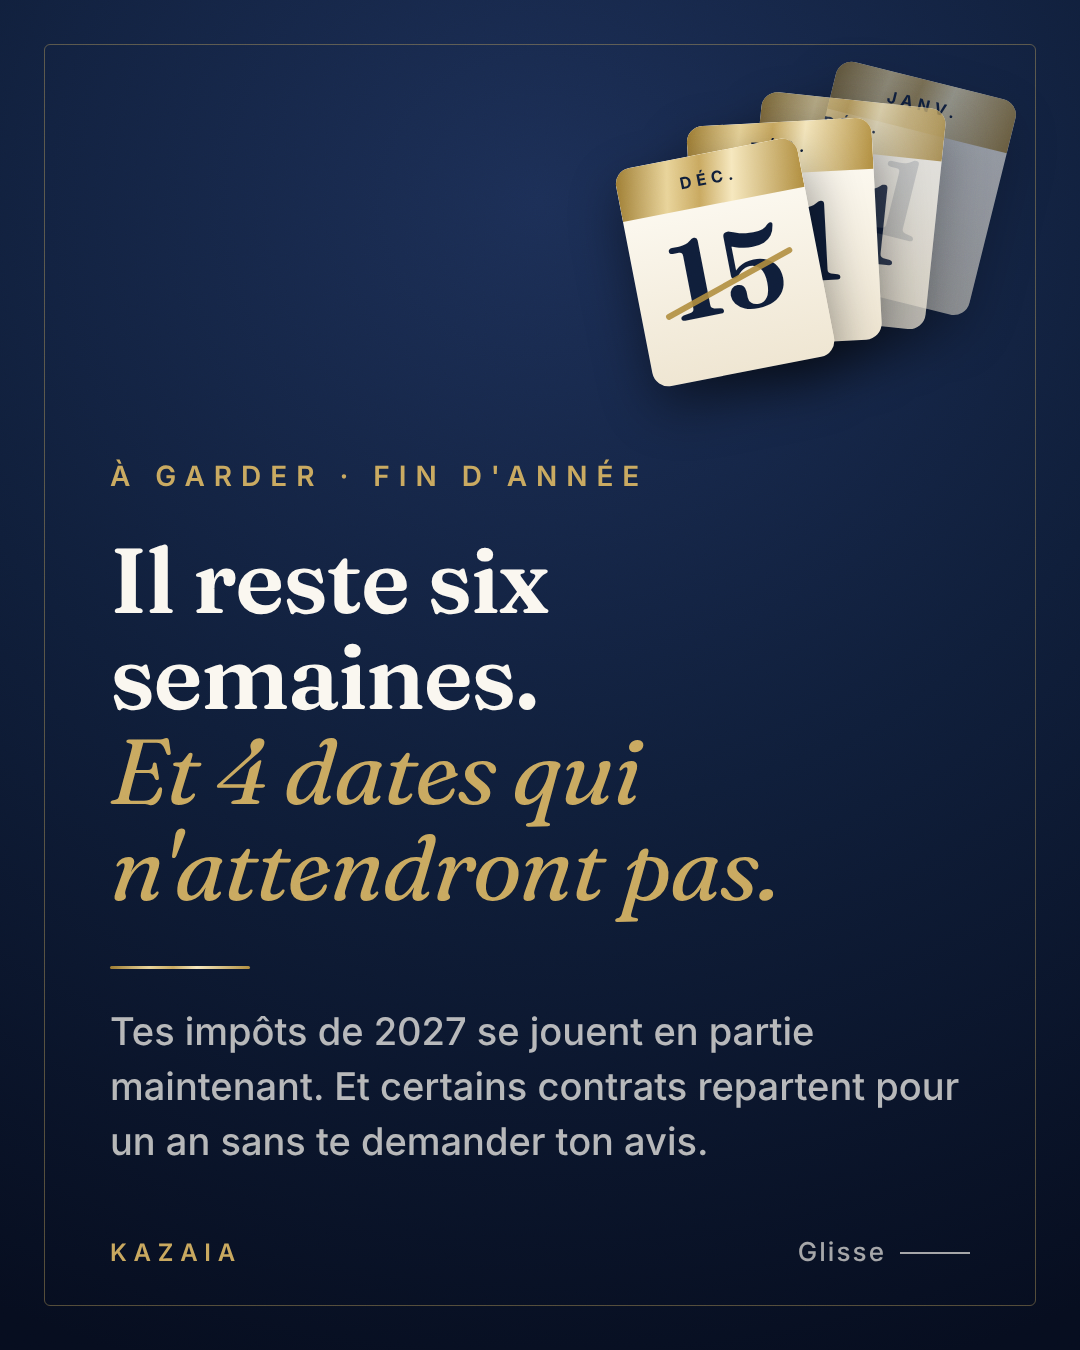 JANV.
DÉC.
15
À GARDER · FIN D'ANNÉE
Il reste six
semaines.
Et 4 dates qui
n'attendront pas.
Tes impôts de 2027 se jouent en partie
maintenant. Et certains contrats repartent pour
un an sans te demander ton avis.
KAZAIA
Glisse